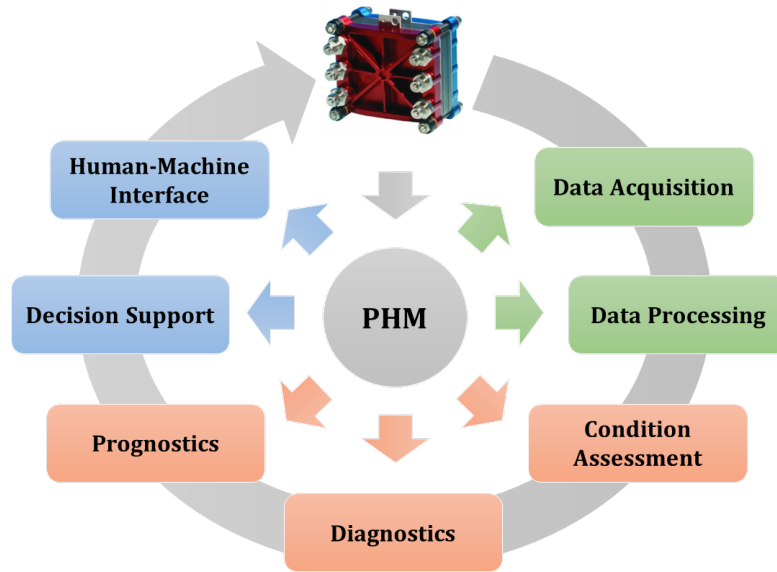 Human-Machine
Interface
Data Acquisition
Decision Support
PHM
Data Processing
Prognostics
Condition
Assessment
Diagnostics